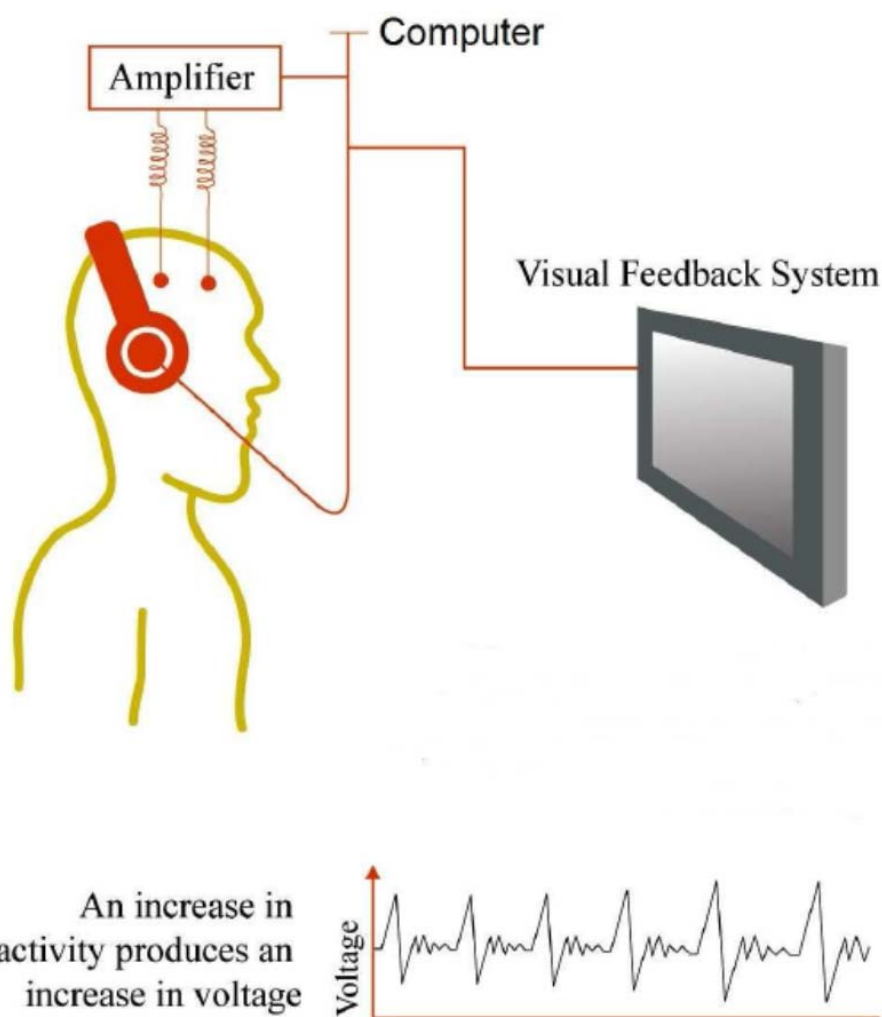 Computer
Amplifier
Visual Feedback System
An increase in
activity produces an
increase in voltage
Voltage